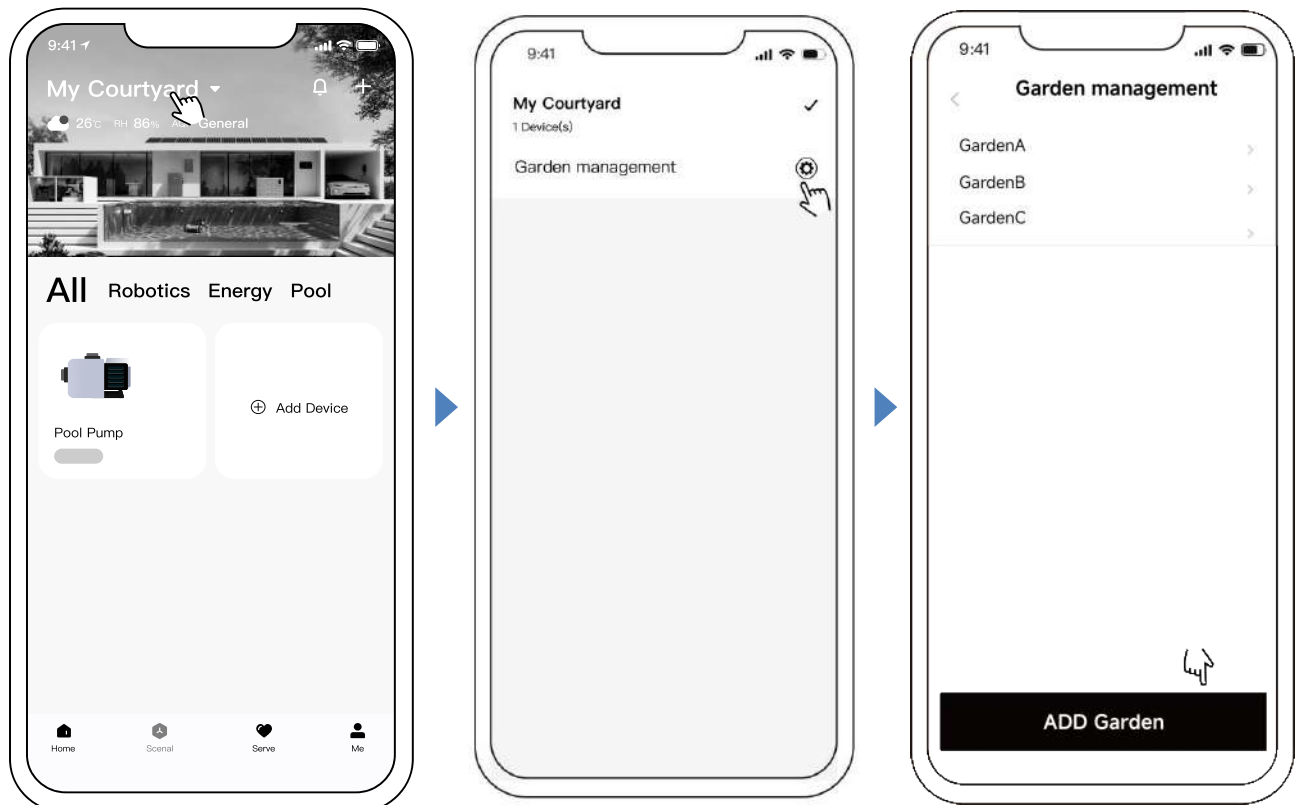 9:41
My Courtyard
26°C RH 86% General
All Robotics Energy Pool
Pool Pump
Add Device
Home Scenal Serve Me
9:41
My Courtyard
1 Device(s)
Garden management
9:41
Garden management
GardenA
GardenB
GardenC
ADD Garden